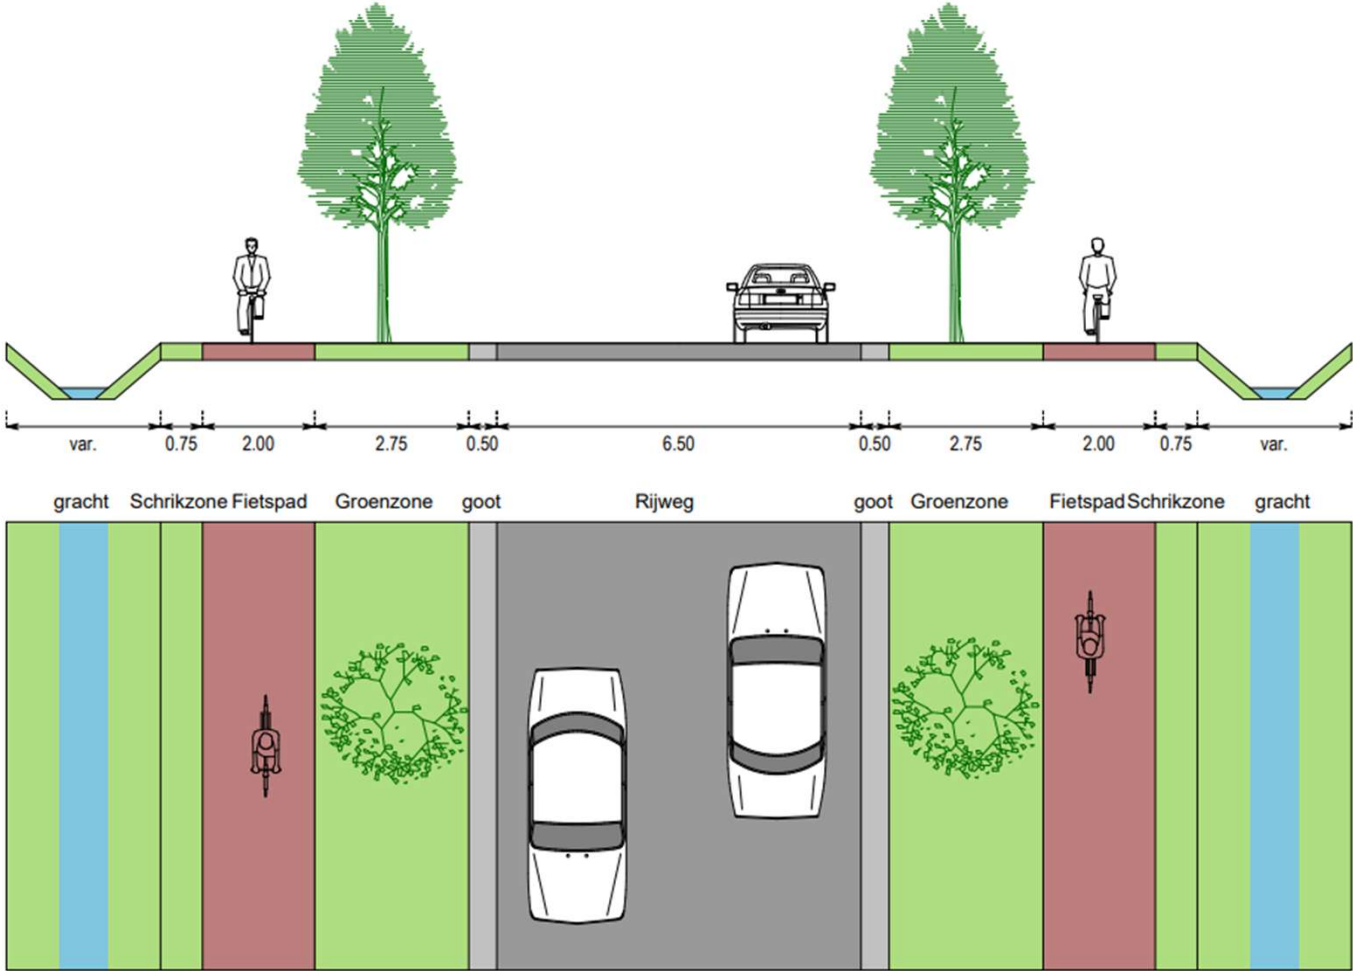 var. 0.75 2.00 2.75 0.50 6.50 0.50 2.75 2.00 0.75 var.
gracht Schrikzone Fietspad Groenzone goot Rijweg goot Groenzone Fietspad Schrikzone gracht